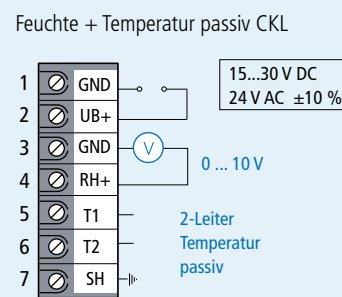 Feuchte + Temperatur passiv CKL
15...30 V DC
24 V AC ±10 %
1 GND
2 UB+
3 GND
V
4 RH+
0 ... 10 V
5 T1
6 T2
7 SH
2-Leiter
Temperatur
passiv